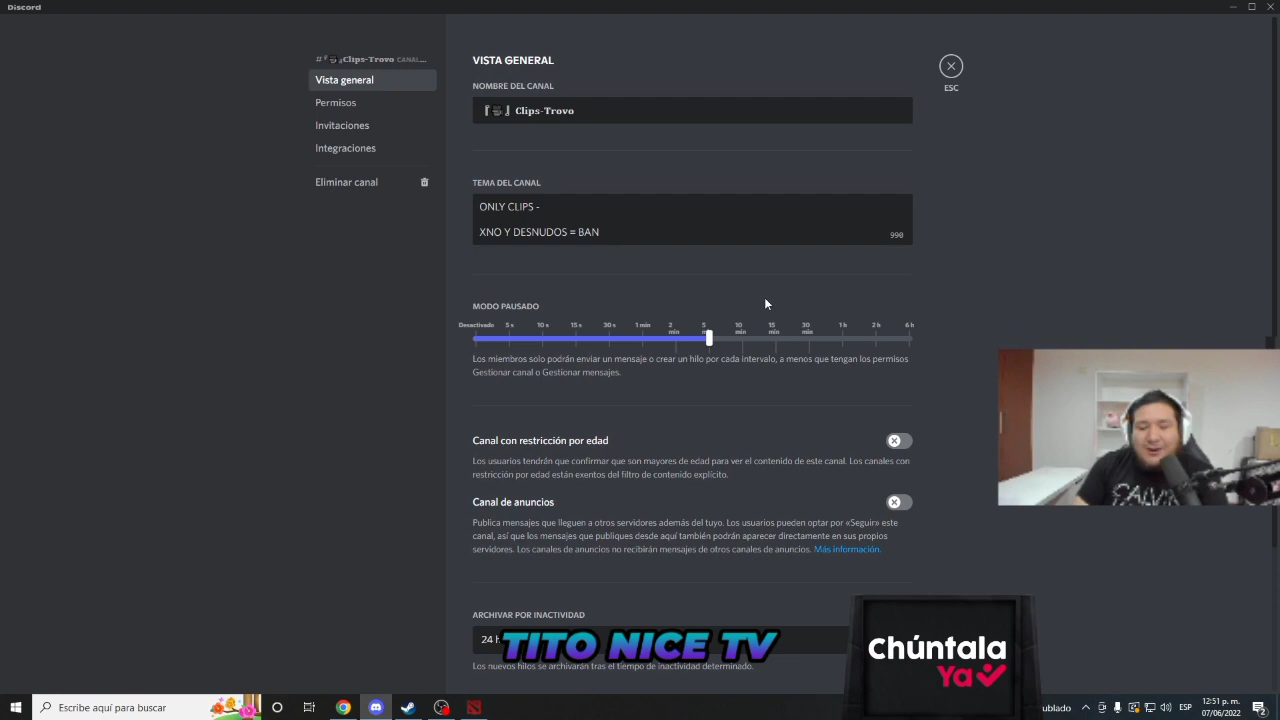 Discord
# Clips-Trovo CANAL...
Vista general
Permisos
Invitaciones
Integraciones
Eliminar canal
VISTA GENERAL
NOMBRE DEL CANAL
Clips-Trovo
ESC
TEMA DEL CANAL
ONLY CLIPS -
XNO Y DESNUDOS = BAN
990
MODO PAUSADO
Desactivado 5 s 10 s 15 s 30 s 1 min 2 min 5 10 min 15 min 30 min 1 h 2 h 6 h
Los miembros solo podrán enviar un mensaje o crear un hilo por cada intervalo, a menos que tengan los permisos
Gestionar canal o Gestionar mensajes.
Canal con restricción por edad
Los usuarios tendrán que confirmar que son mayores de edad para ver el contenido de este canal. Los canales con
restricción por edad están exentos del filtro de contenido explícito.
Canal de anuncios
Publica mensajes que lleguen a otros servidores además del tuyo. Los usuarios pueden optar por «Seguir» este
canal, así que los mensajes que publiques desde aquí también podrán aparecer directamente en sus propios
servidores. Los canales de anuncios no recibirán mensajes de otros canales de anuncios. Más información.
ARCHIVAR POR INACTIVIDAD
24 h
TITO NICE TV
Los nuevos hilos se archivarán tras el tiempo de inactividad determinado.
Chúntala
Ya
Escribe aquí para buscar
ublado
ESP
12:51 p. m.
07/06/2022
2